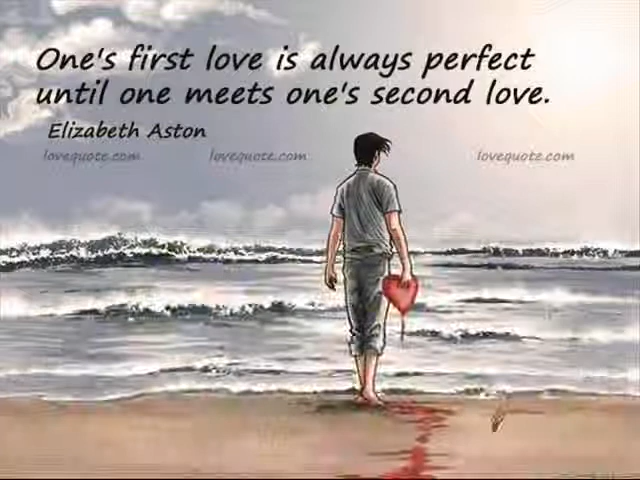 One's first love is always perfect
until one meets one's second love.
Elizabeth Aston
lovequote.com lovequote.com lovequote.com